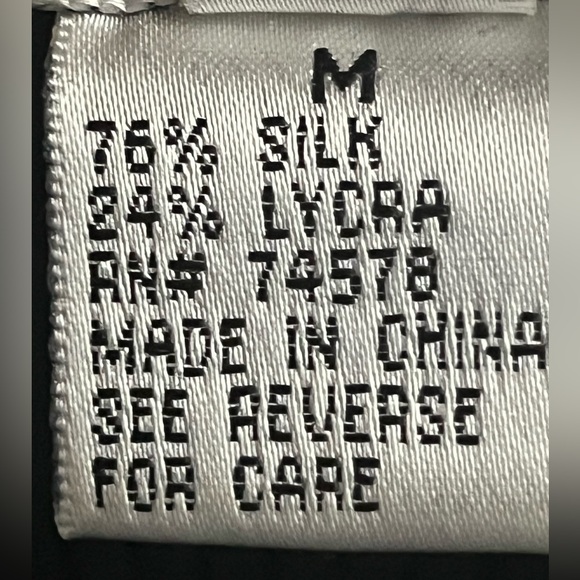 M
76% SILK
24% LYCRA
RN# 74578
MADE IN CHINA
SEE REVERSE
FOR CARE